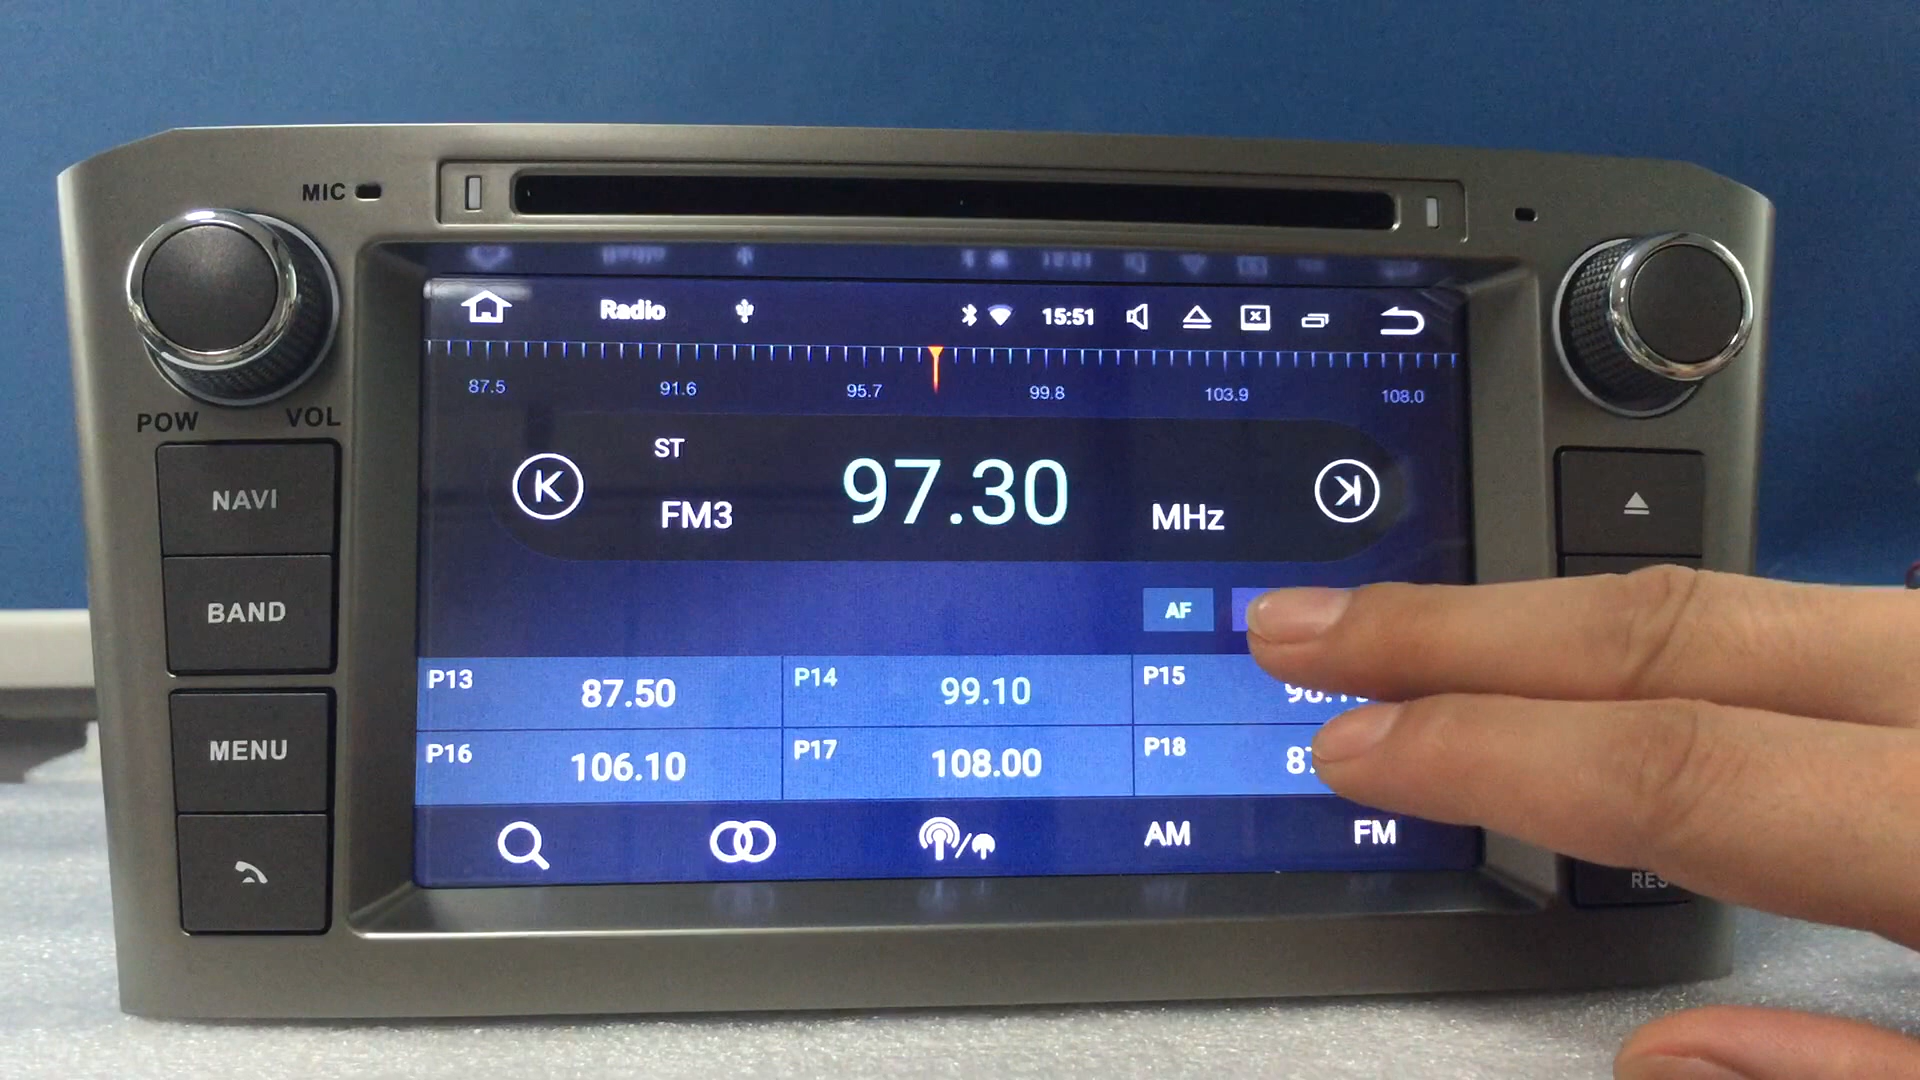 MIC
Radio 15:51
87.5 91.6 95.7 99.8 103.9 108.0
ST
FM3 97.30 MHz
POW VOL
NAVI
BAND
MENU
AF
P13 87.50 P14 99.10 P15
P16 106.10 P17 108.00 P18
AM FM